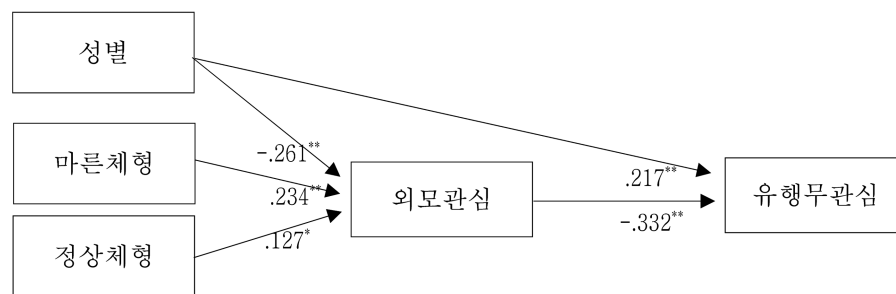 성별
마른체형
정상체형
-.261**
.234**
.127*
외모관심
.217**
-.332**
유행무관심